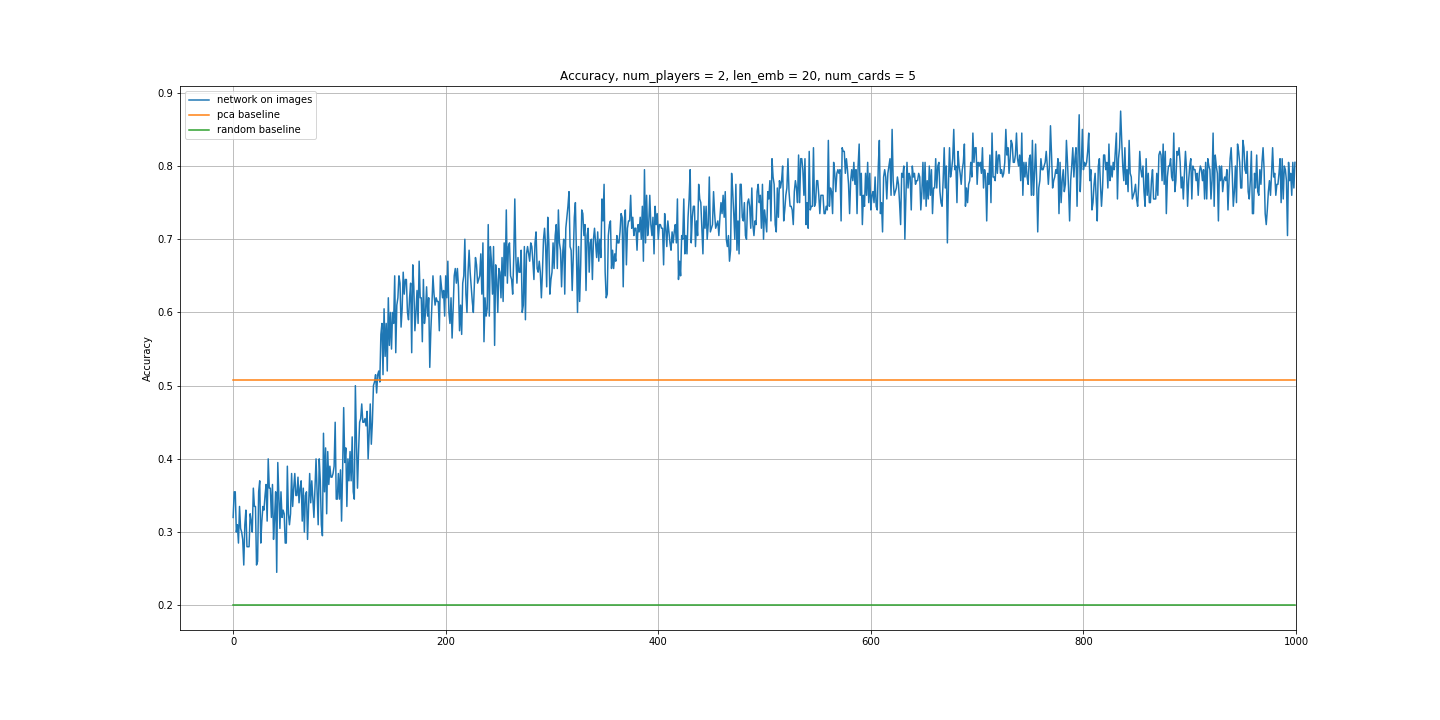 Accuracy, num_players = 2, len_emb = 20, num_cards = 5
network on images
pca baseline
random baseline
Accuracy
0.9
0.8
0.7
0.6
0.5
0.4
0.3
0.2
0
200
400
600
800
1000